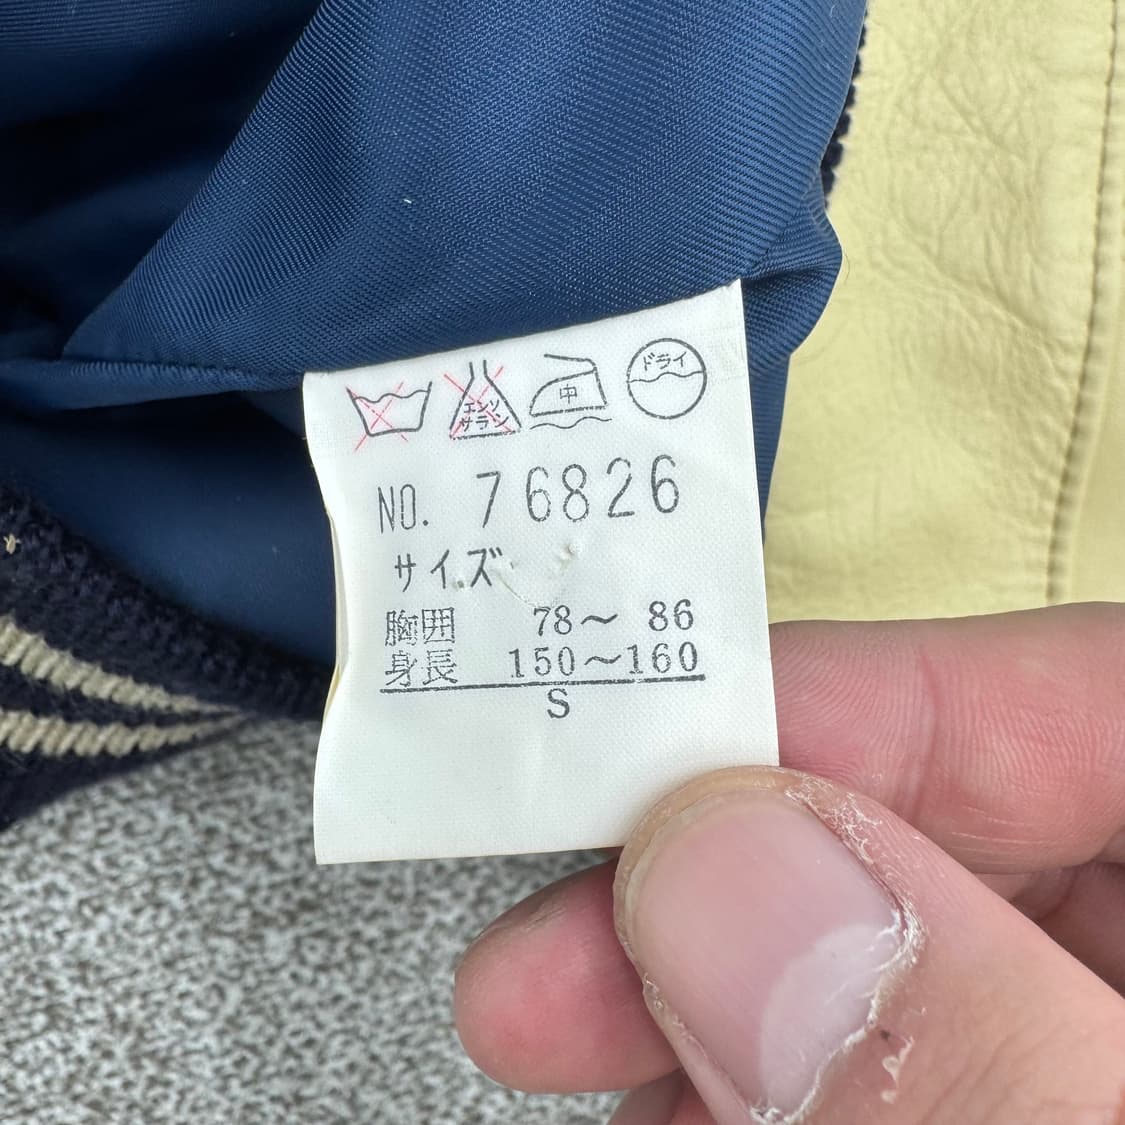 エンソサラン 中 ドライ
NO. 76826
サイズ
胸囲 78～ 86
身長 150～160
S